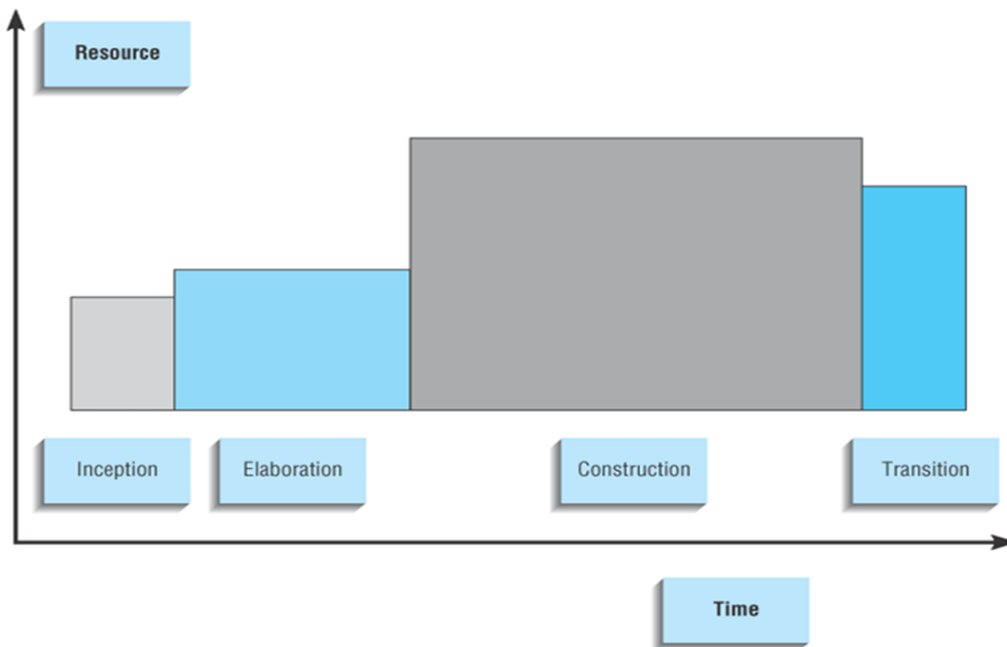 Resource
Inception
Elaboration
Construction
Transition
Time